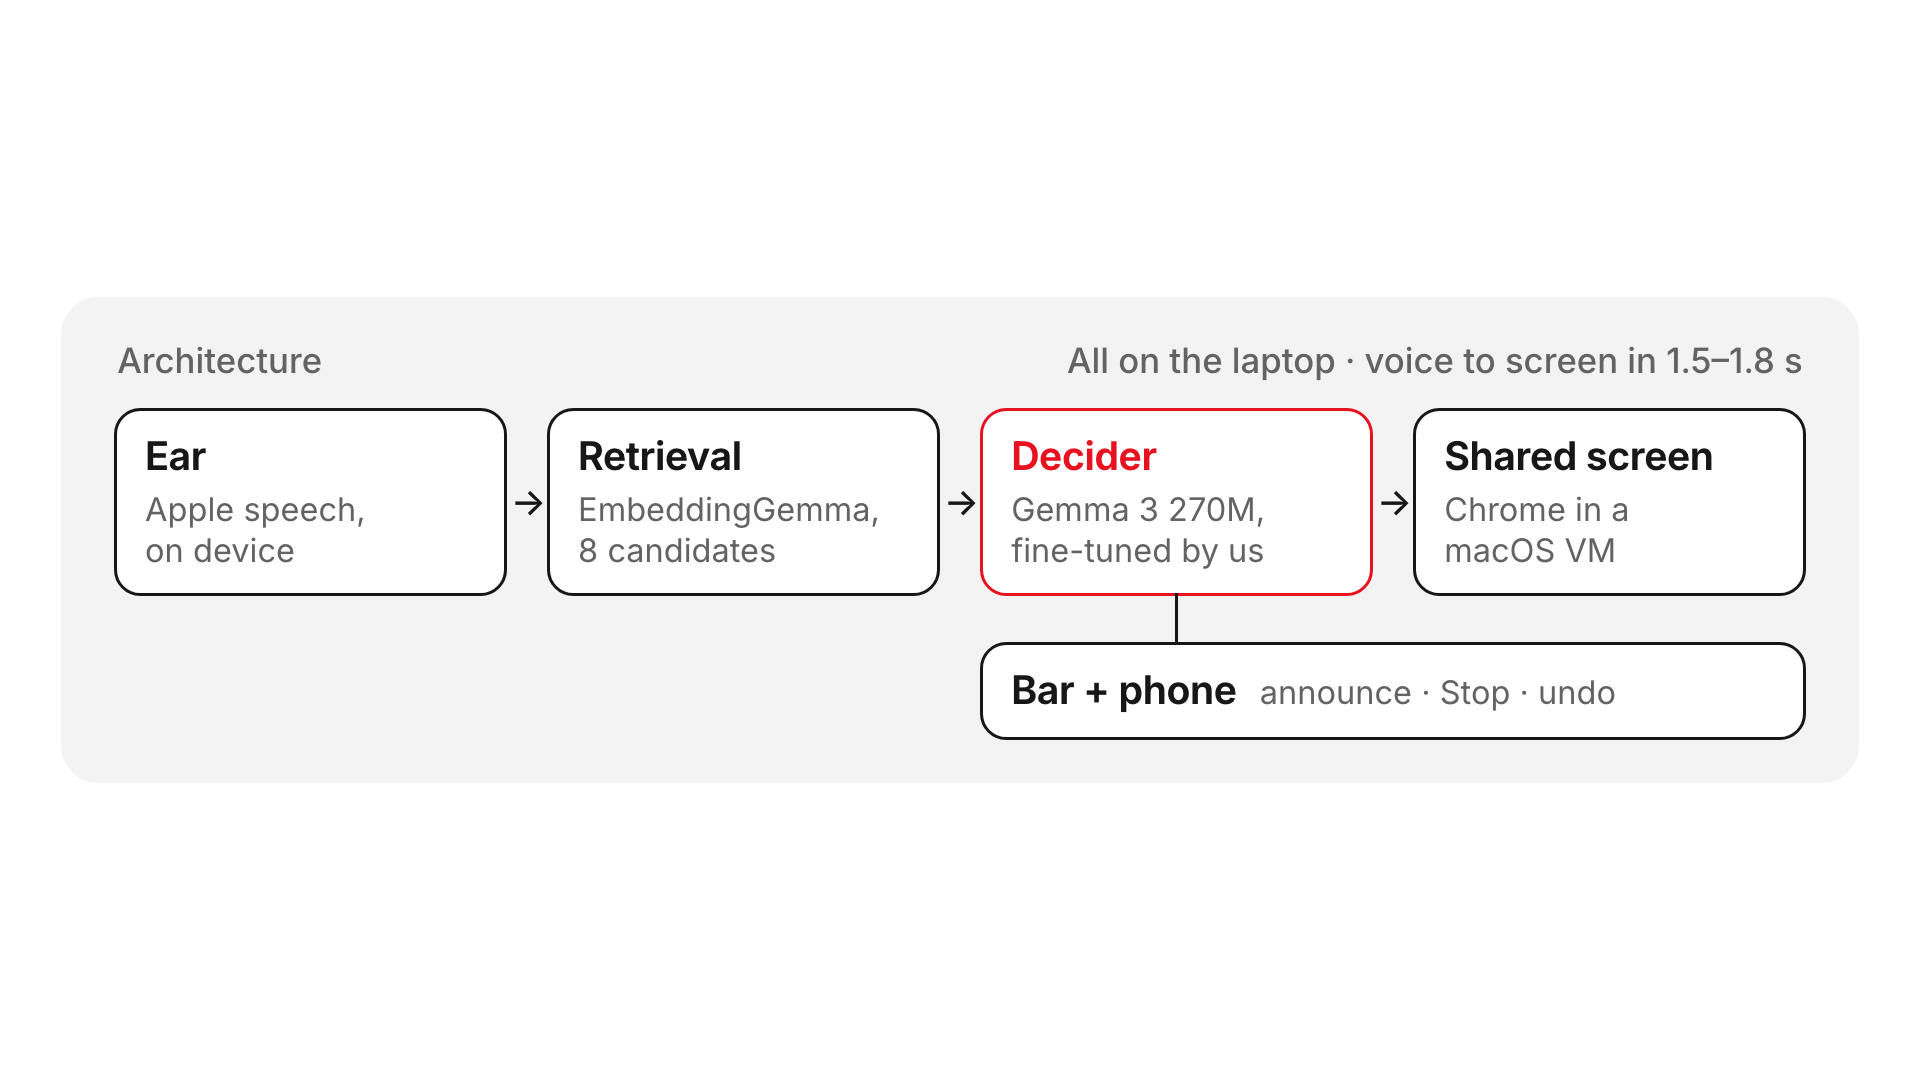 Architecture
All on the laptop · voice to screen in 1.5–1.8 s
Ear
Apple speech,
on device
Retrieval
EmbeddingGemma,
8 candidates
Decider
Gemma 3 270M,
fine-tuned by us
Shared screen
Chrome in a
macOS VM
Bar + phone announce · Stop · undo